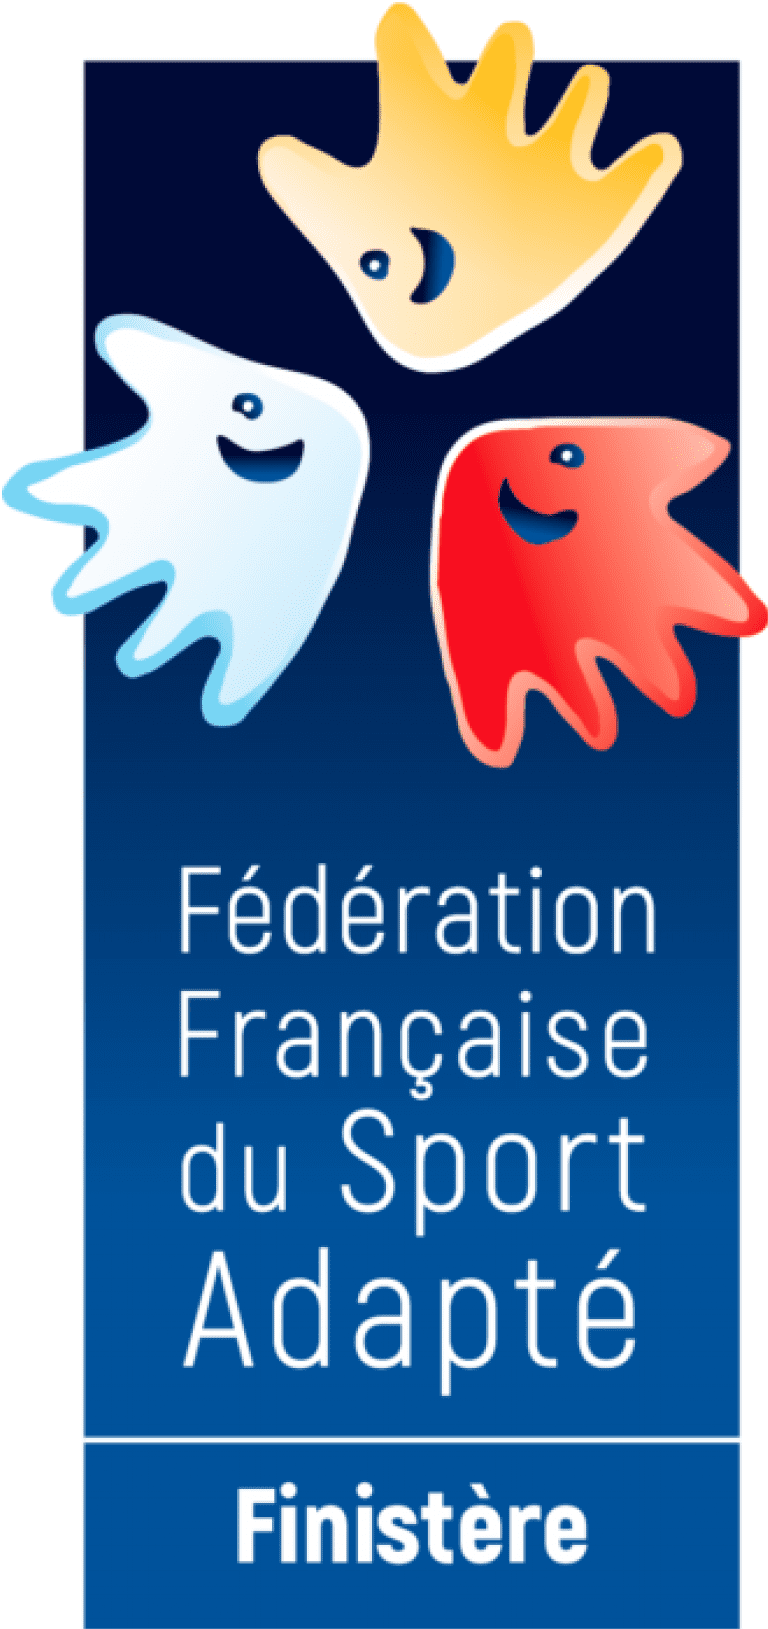 Fédération
Française
du Sport
Adapté
Finistère